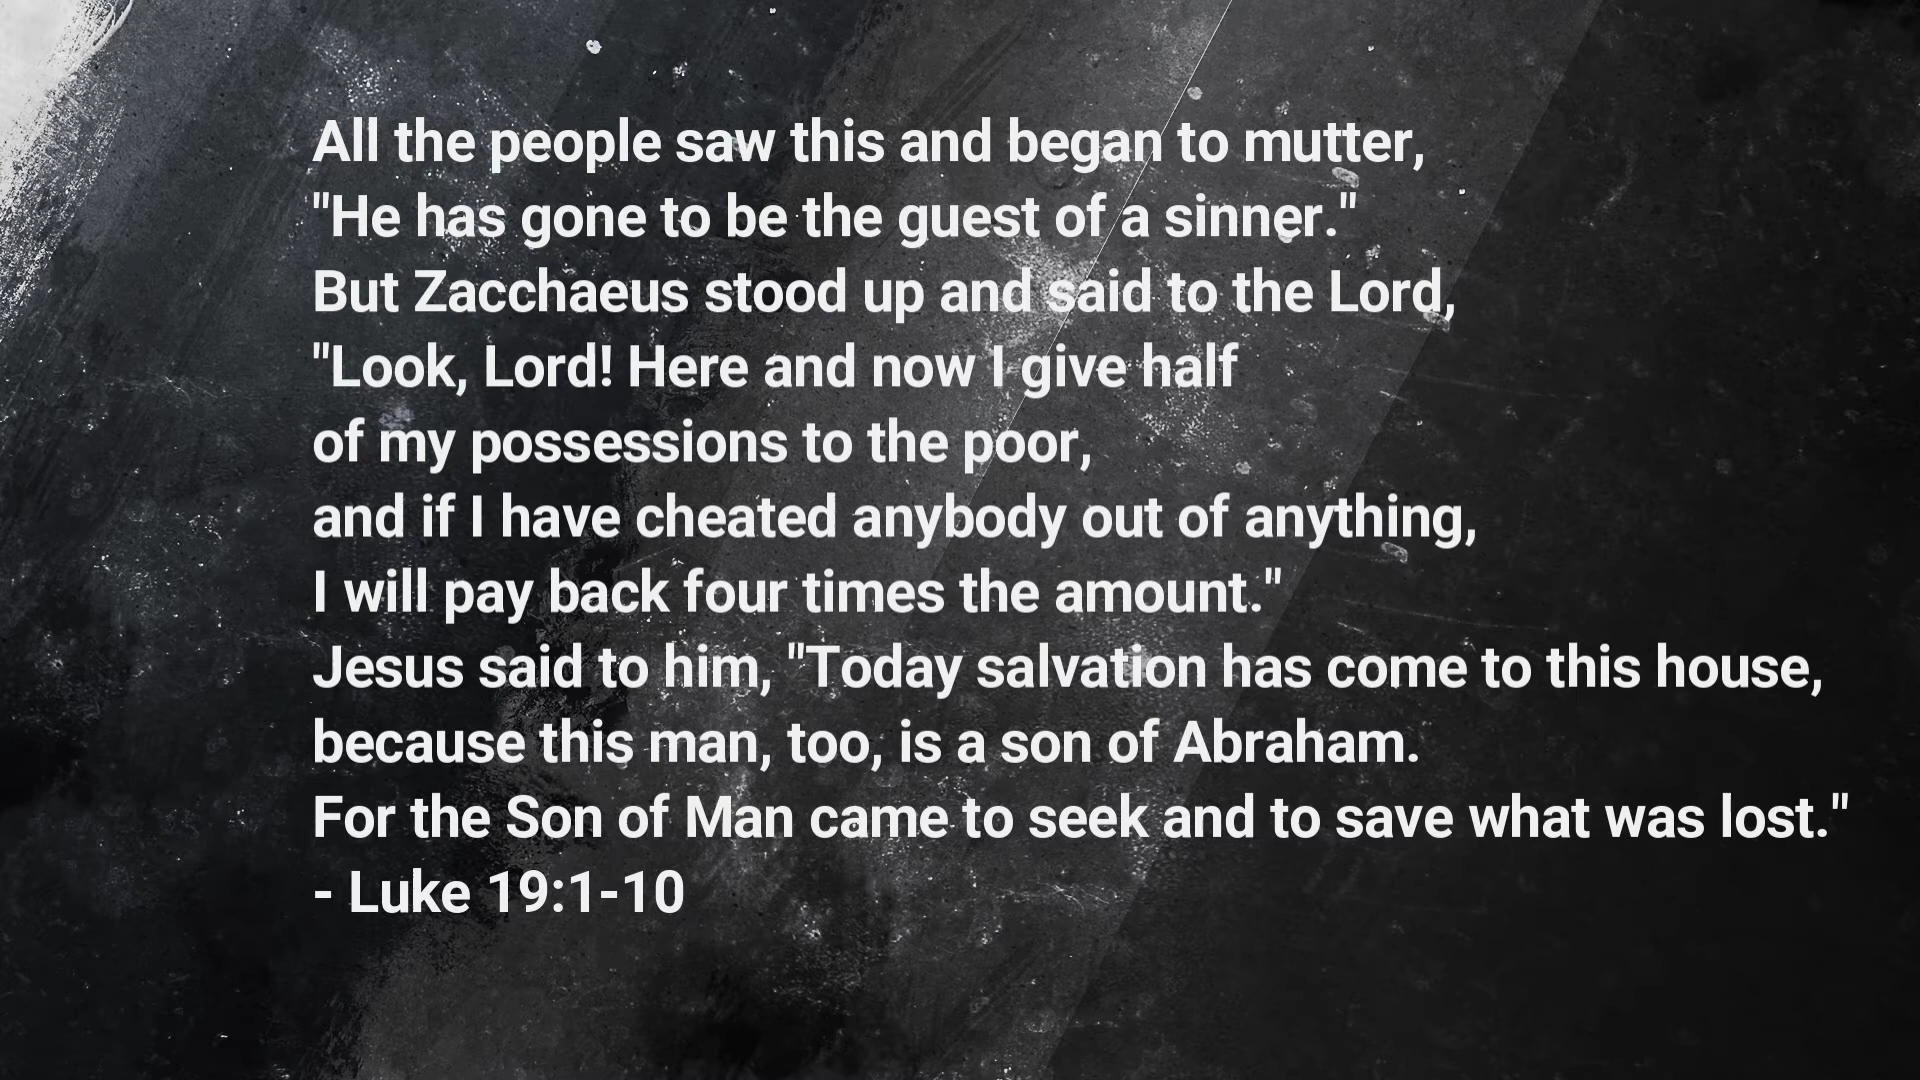 All the people saw this and began to mutter,
"He has gone to be the guest of a sinner."
But Zacchaeus stood up and said to the Lord,
"Look, Lord! Here and now I give half
of my possessions to the poor,
and if I have cheated anybody out of anything,
I will pay back four times the amount."
Jesus said to him, "Today salvation has come to this house,
because this man, too, is a son of Abraham.
For the Son of Man came to seek and to save what was lost."
- Luke 19:1-10